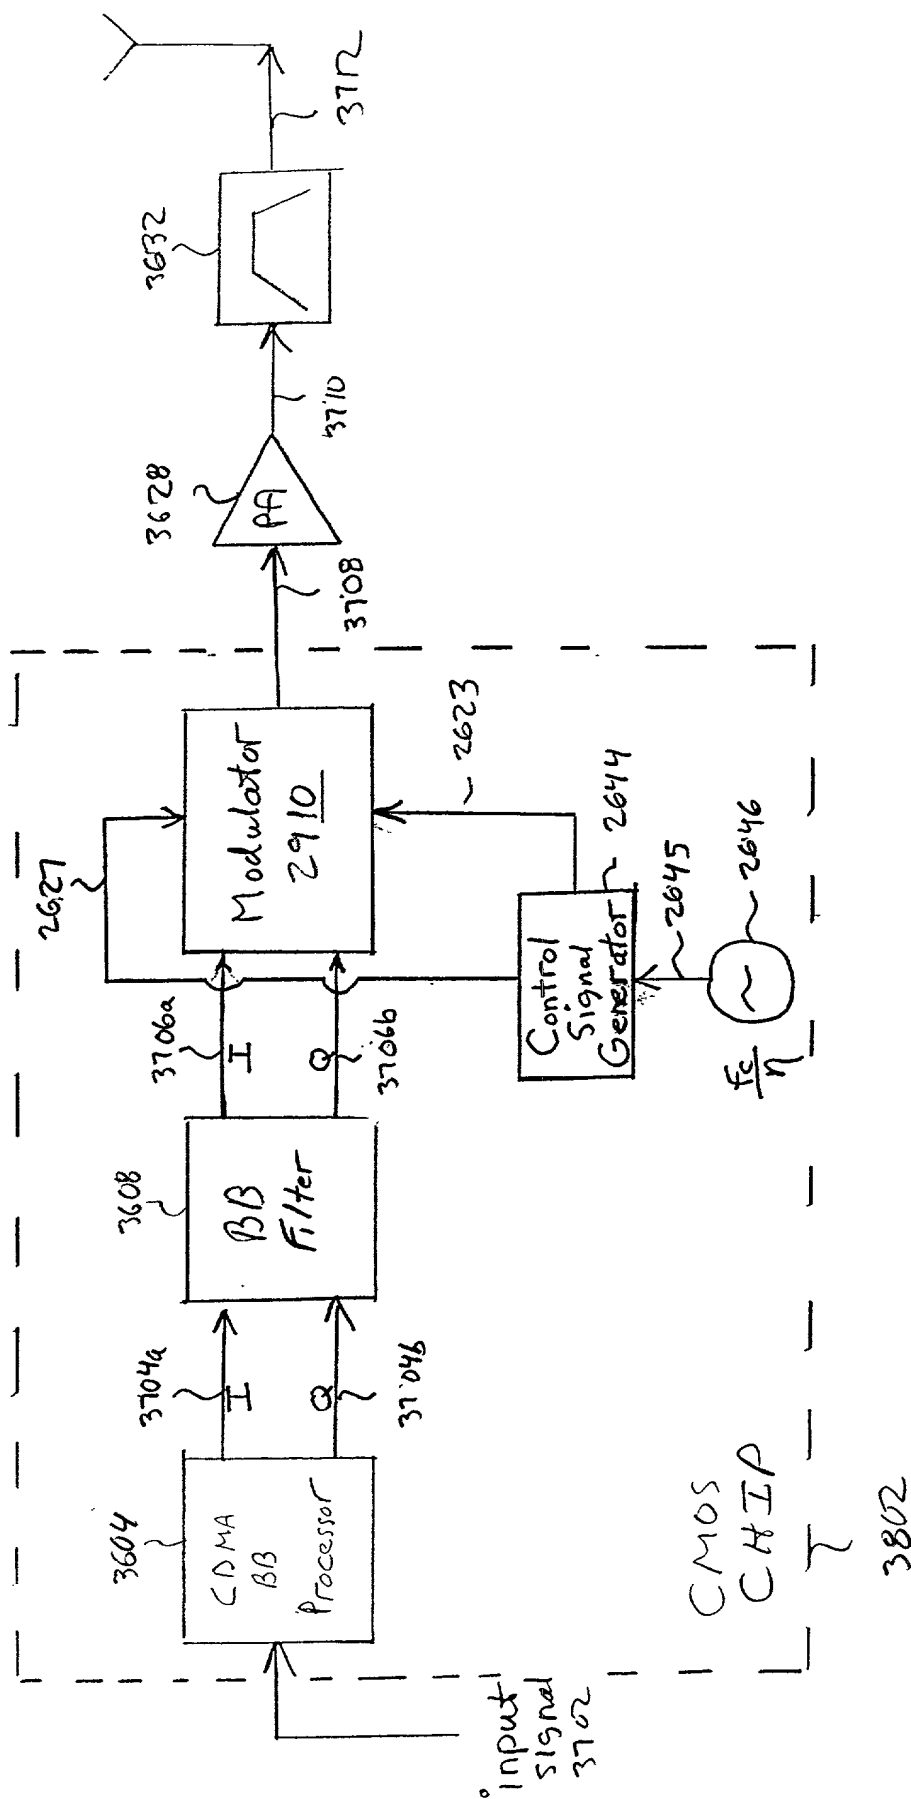 input
signal
3702
3604
CDMA
BB
Processor
3704a
I
Q
3704b
3608
BB
Filter
3706a
I
Q
3706b
2627
Modulator
2910
2623
Control
Signal
Generator
2644
2645
2646
~
fc/n
3708
3628
PA
3710
3632
3712
CMOS
CHIP
3802